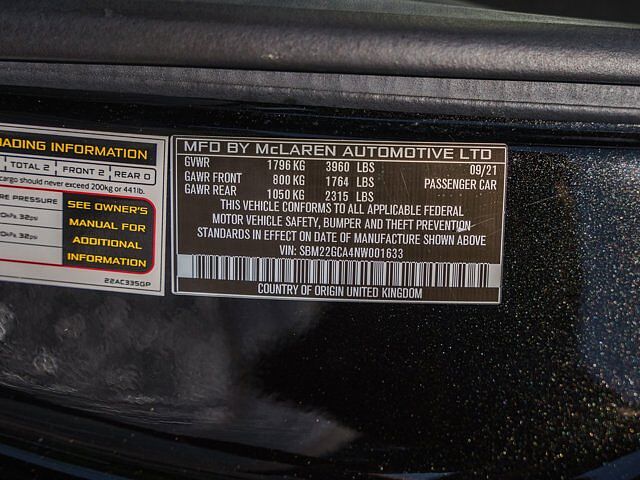 ADING INFORMATION
TOTAL 2 FRONT 2 REAR 0
cargo should never exceed 200kg or 441lb.
RE PRESSURE
SEE OWNER'S
MANUAL FOR
ADDITIONAL
INFORMATION
32psi
32psi
22AC335GP
MFD BY McLAREN AUTOMOTIVE LTD
GVWR 1796 KG 3960 LBS 09/21
GAWR FRONT 800 KG 1764 LBS PASSENGER CAR
GAWR REAR 1050 KG 2315 LBS
THIS VEHICLE CONFORMS TO ALL APPLICABLE FEDERAL
MOTOR VEHICLE SAFETY, BUMPER AND THEFT PREVENTION
STANDARDS IN EFFECT ON DATE OF MANUFACTURE SHOWN ABOVE
VIN: SBM22GCA4NW001633
COUNTRY OF ORIGIN UNITED KINGDOM